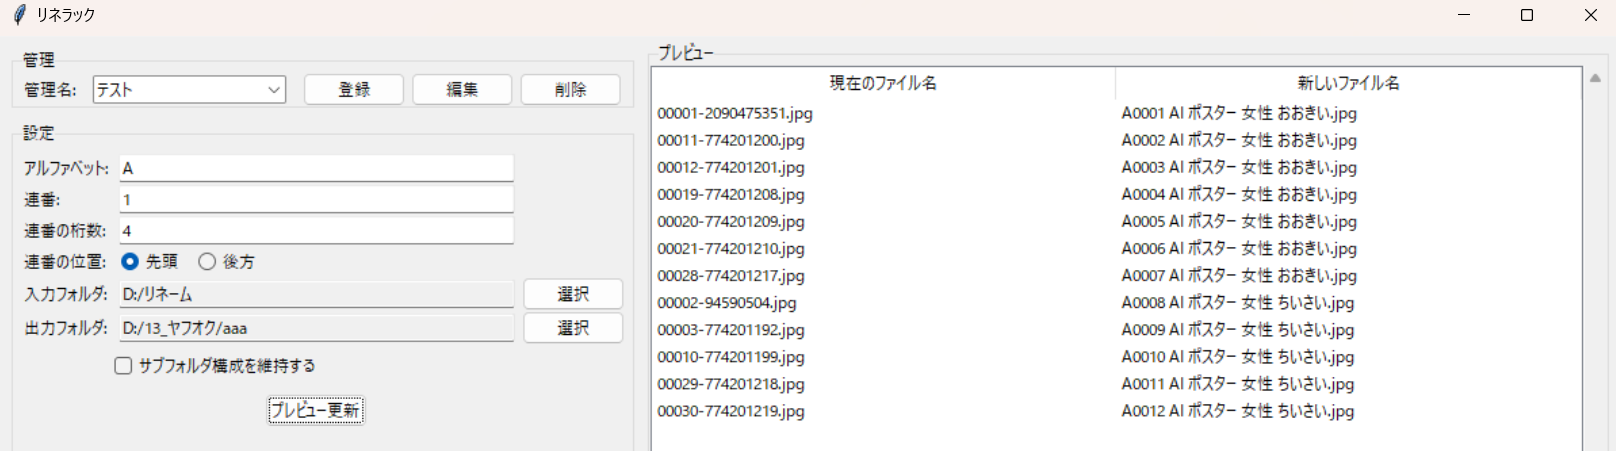 リネラック
管理
管理名: テスト 登録 編集 削除
設定
アルファベット: A
連番: 1
連番の桁数: 4
連番の位置: 先頭 後方
入力フォルダ: D:/リネーム 選択
出力フォルダ: D:/13_ヤフオク/aaa 選択
サブフォルダ構成を維持する
プレビュー更新
プレビュー
現在のファイル名 新しいファイル名
00001-2090475351.jpg A0001 AI ポスター 女性 おおきい.jpg
00011-774201200.jpg A0002 AI ポスター 女性 おおきい.jpg
00012-774201201.jpg A0003 AI ポスター 女性 おおきい.jpg
00019-774201208.jpg A0004 AI ポスター 女性 おおきい.jpg
00020-774201209.jpg A0005 AI ポスター 女性 おおきい.jpg
00021-774201210.jpg A0006 AI ポスター 女性 おおきい.jpg
00028-774201217.jpg A0007 AI ポスター 女性 おおきい.jpg
00002-94590504.jpg A0008 AI ポスター 女性 ちいさい.jpg
00003-774201192.jpg A0009 AI ポスター 女性 ちいさい.jpg
00010-774201199.jpg A0010 AI ポスター 女性 ちいさい.jpg
00029-774201218.jpg A0011 AI ポスター 女性 ちいさい.jpg
00030-774201219.jpg A0012 AI ポスター 女性 ちいさい.jpg